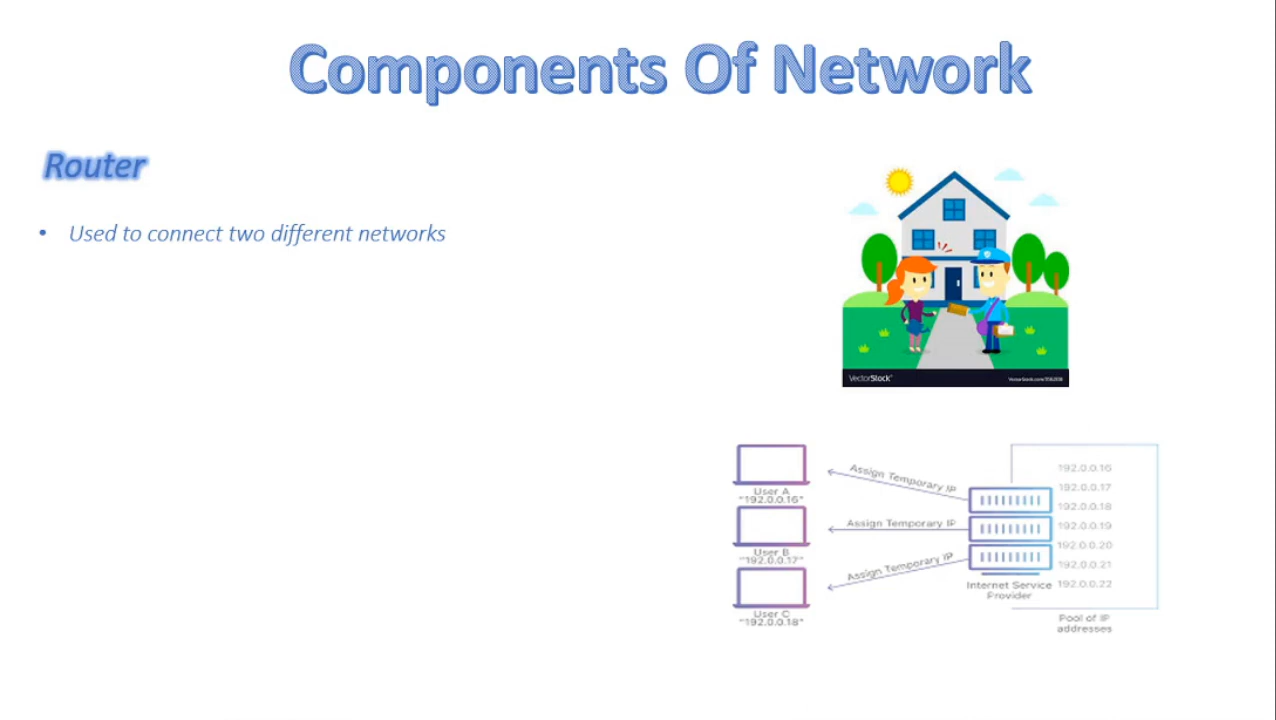 Components Of Network
Router
• Used to connect two different networks
VectorStock
User A
"192.0.0.16"
User B
"192.0.0.17"
User C
"192.0.0.18"
Assign Temporary IP
Assign Temporary IP
Assign Temporary IP
Internet Service
Provider
192.0.0.16
192.0.0.17
192.0.0.18
192.0.0.19
192.0.0.20
192.0.0.21
192.0.0.22
Pool of IP
addresses